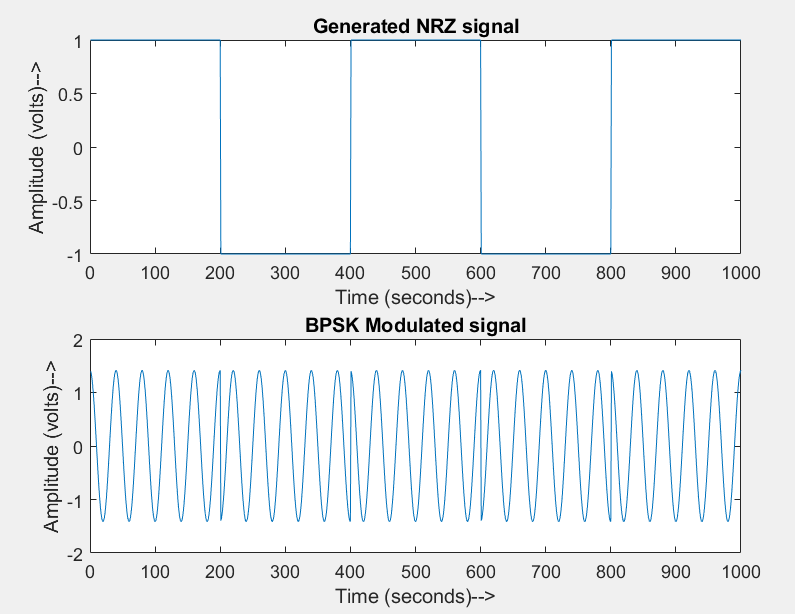 Generated NRZ signal
Amplitude (volts)-->
1
0.5
0
-0.5
-1
0 100 200 300 400 500 600 700 800 900 1000
Time (seconds)-->
BPSK Modulated signal
Amplitude (volts)-->
2
1
0
-1
-2
0 100 200 300 400 500 600 700 800 900 1000
Time (seconds)-->